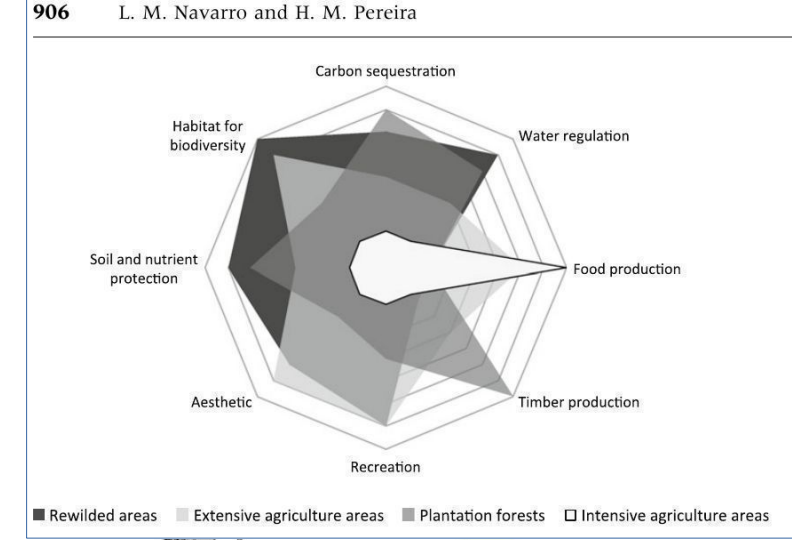 906 L. M. Navarro and H. M. Pereira
Carbon sequestration
Habitat for
biodiversity
Water regulation
Soil and nutrient
protection
Food production
Aesthetic
Timber production
Recreation
Rewilded areas Extensive agriculture areas Plantation forests Intensive agriculture areas